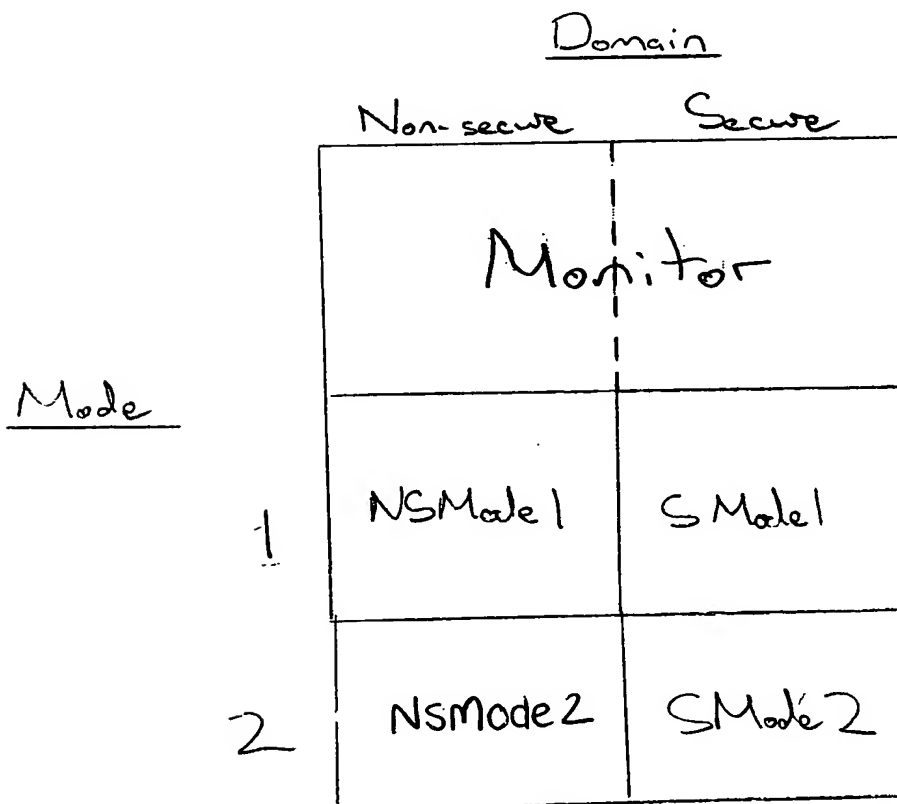 Domain
Non-secure Secure
Monitor
Mode
1 NSMode1 SMode1
2 NSMode2 SMode2